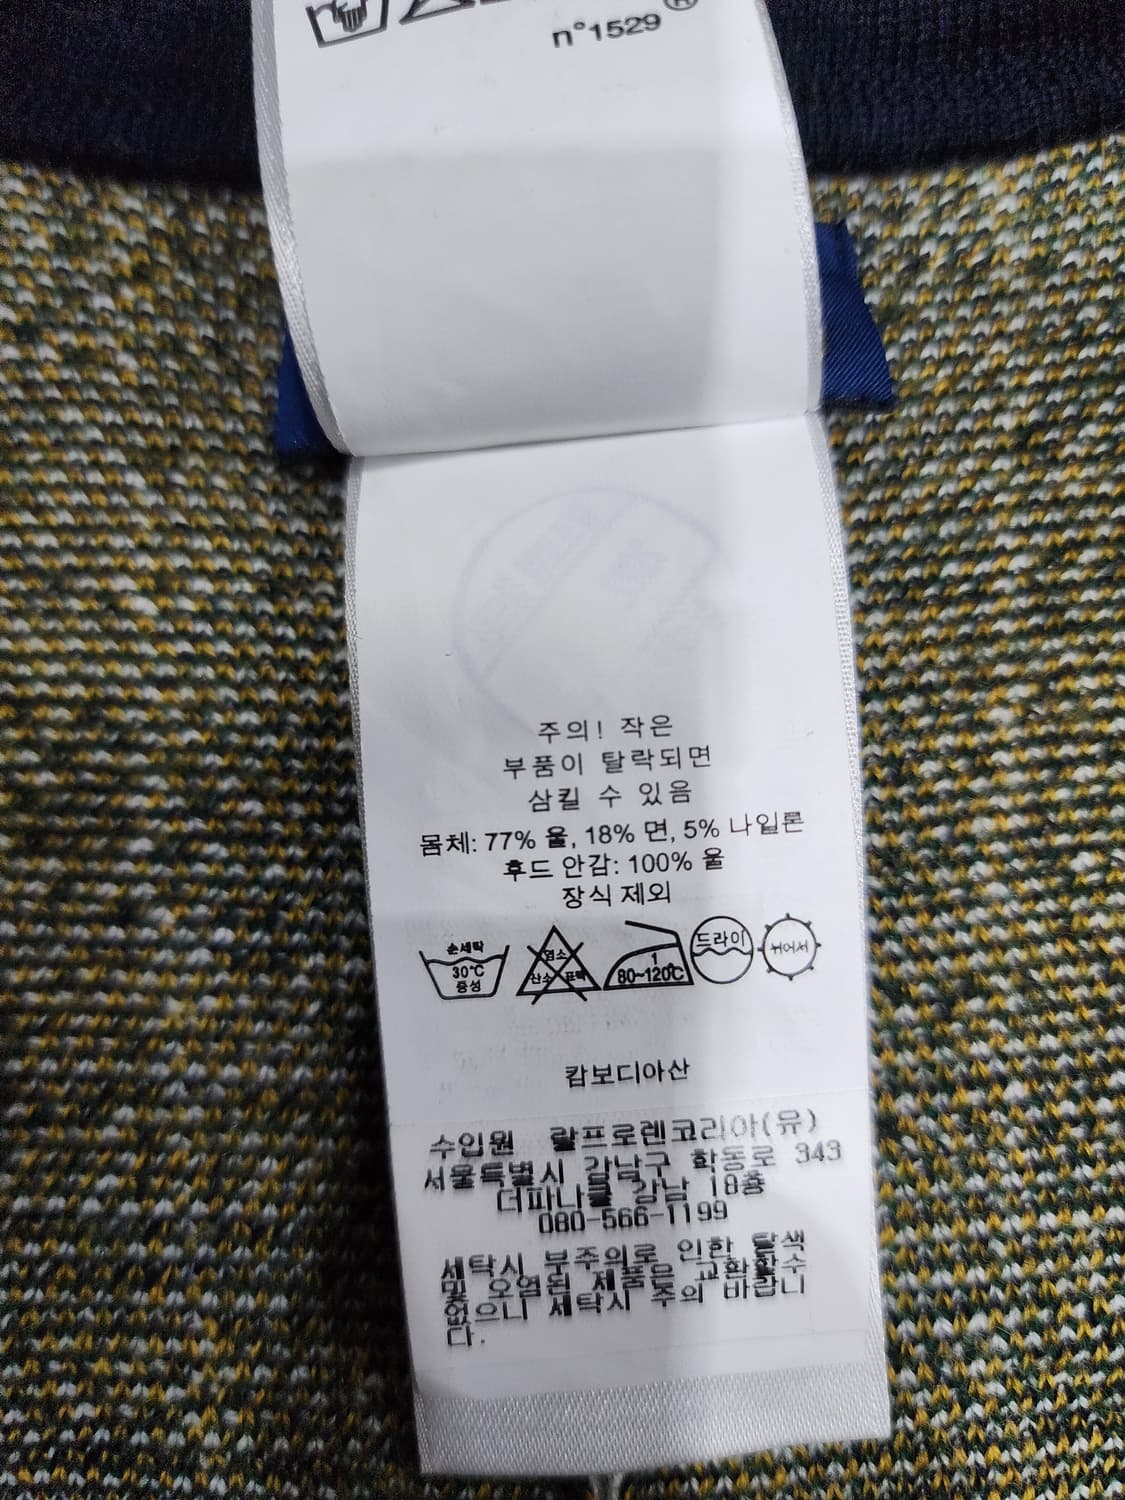 n°1529
주의! 작은
부품이 탈락되면
삼킬 수 있음
몸체: 77% 울, 18% 면, 5% 나일론
후드 안감: 100% 울
장식 제외
손세탁
30℃
중성
염소
산소 표백
1
80~120℃
드라이
뉘어서
캄보디아산
수입원 랄프로렌코리아(유)
서울특별시 강남구 학동로 343
더피나클 강남 18층
080-566-1199
세탁시 부주의로 인한 탈색
및 오염된 제품은 교환할수
없으니 세탁시 주의 바랍니
다.